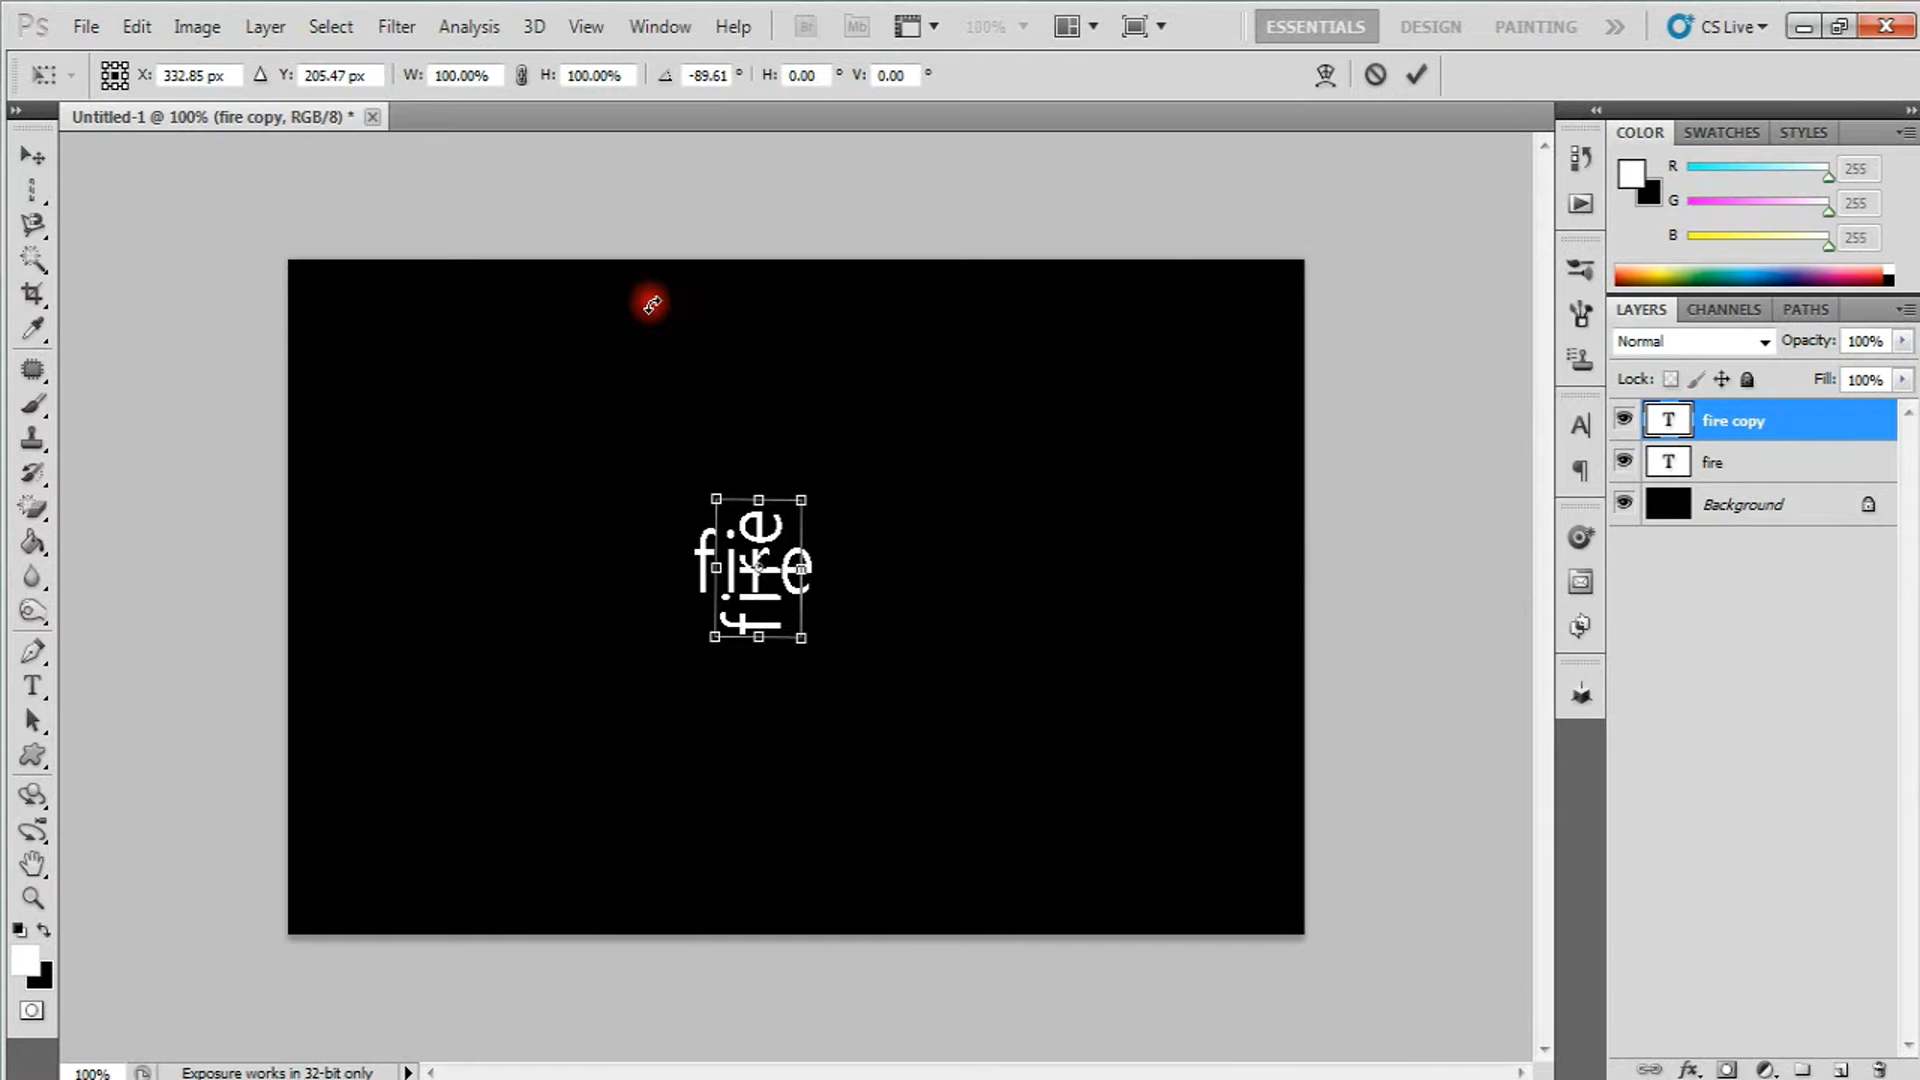 Ps File Edit Image Layer Select Filter Analysis 3D View Window Help Br Mb 100% ESSENTIALS DESIGN PAINTING CS Live
X: 332.85 px Y: 205.47 px W: 100.00% H: 100.00% -89.61 ° H: 0.00 ° V: 0.00 °
Untitled-1 @ 100% (fire copy, RGB/8) *
COLOR SWATCHES STYLES
R 255
G 255
B 255
LAYERS CHANNELS PATHS
Normal Opacity: 100%
Lock: Fill: 100%
T fire copy
T fire
Background
fire
fire
100% Exposure works in 32-bit only